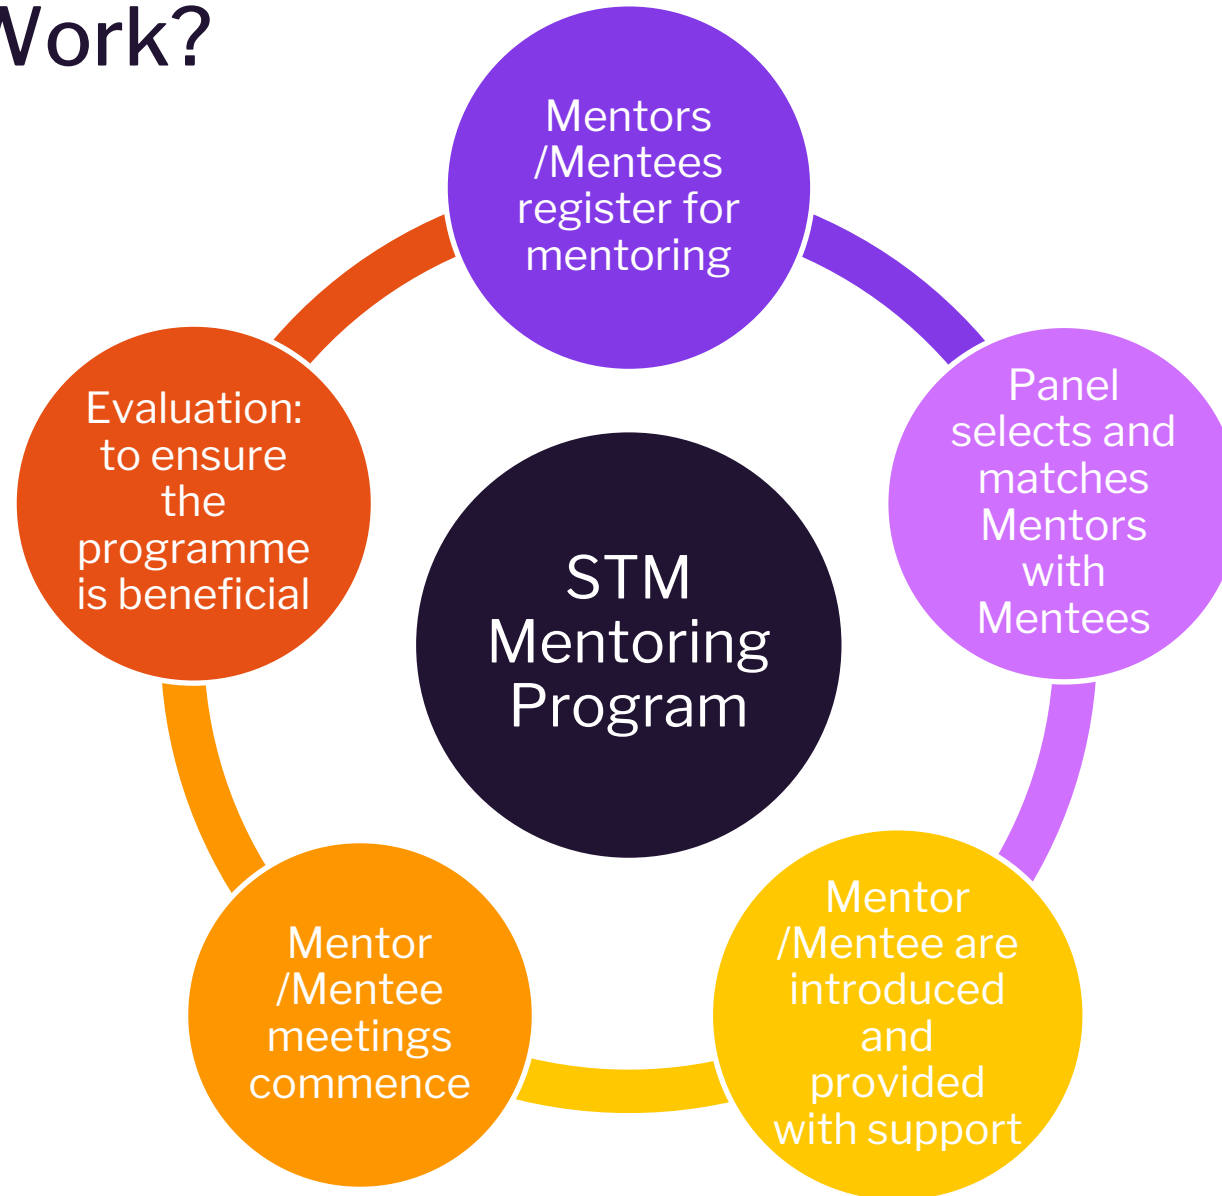 Work?
Mentors
/Mentees
register for
mentoring
Panel
selects and
matches
Mentors
with
Mentees
Mentor
/Mentee are
introduced
and
provided
with support
Mentor
/Mentee
meetings
commence
Evaluation:
to ensure
the
programme
is beneficial
STM
Mentoring
Program